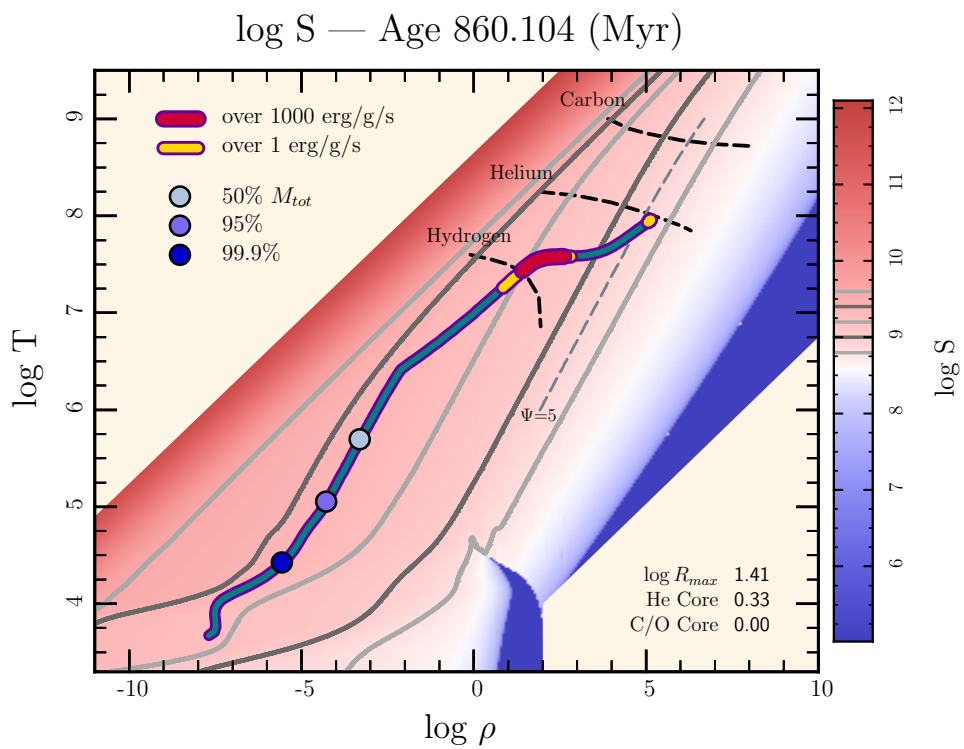 log S — Age 860.104 (Myr)
over 1000 erg/g/s
over 1 erg/g/s
50% M_tot
95%
99.9%
Carbon
Helium
Hydrogen
Ψ=5
log R_max 1.41
He Core 0.33
C/O Core 0.00
log T
9
8
7
6
5
4
-10
-5
0
5
10
log ρ
12
11
10
9
8
7
6
log S